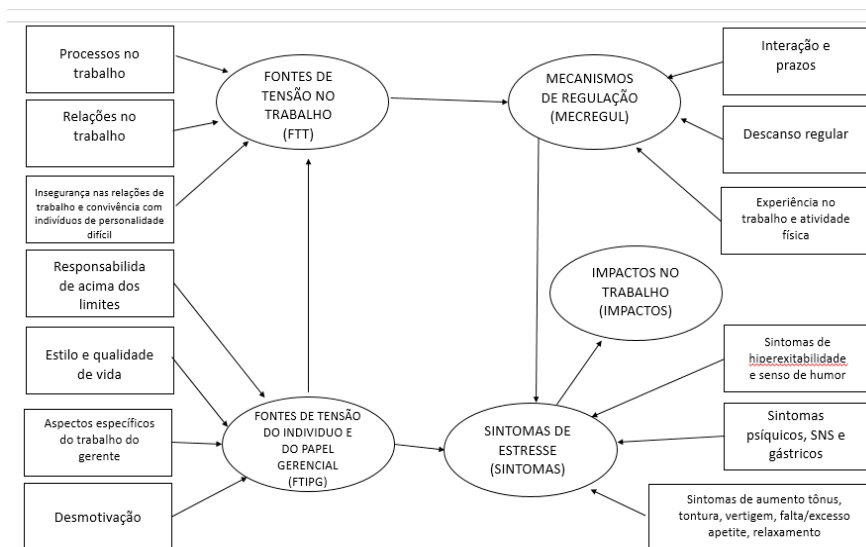 Processos no
trabalho
Relações no
trabalho
Insegurança nas relações de
trabalho e convivência com
indivíduos de personalidade
difícil
Responsabilida
de acima dos
limites
Estilo e qualidade
de vida
Aspectos específicos
do trabalho do
gerente
Desmotivação
FONTES DE
TENSÃO NO
TRABALHO
(FTT)
FONTES DE TENSÃO
DO INDIVIDUO E
DO PAPEL
GERENCIAL
(FTIPG)
MECANISMOS
DE REGULAÇÃO
(MECREGUL)
IMPACTOS NO
TRABALHO
(IMPACTOS)
SINTOMAS DE
ESTRESSE
(SINTOMAS)
Interação e
prazos
Descanso regular
Experiência no
trabalho e atividade
física
Sintomas de
hiperexitabilidade
e senso de humor
Sintomas
psíquicos, SNS e
gástricos
Sintomas de aumento tônus,
tontura, vertigem, falta/excesso
apetite, relaxamento